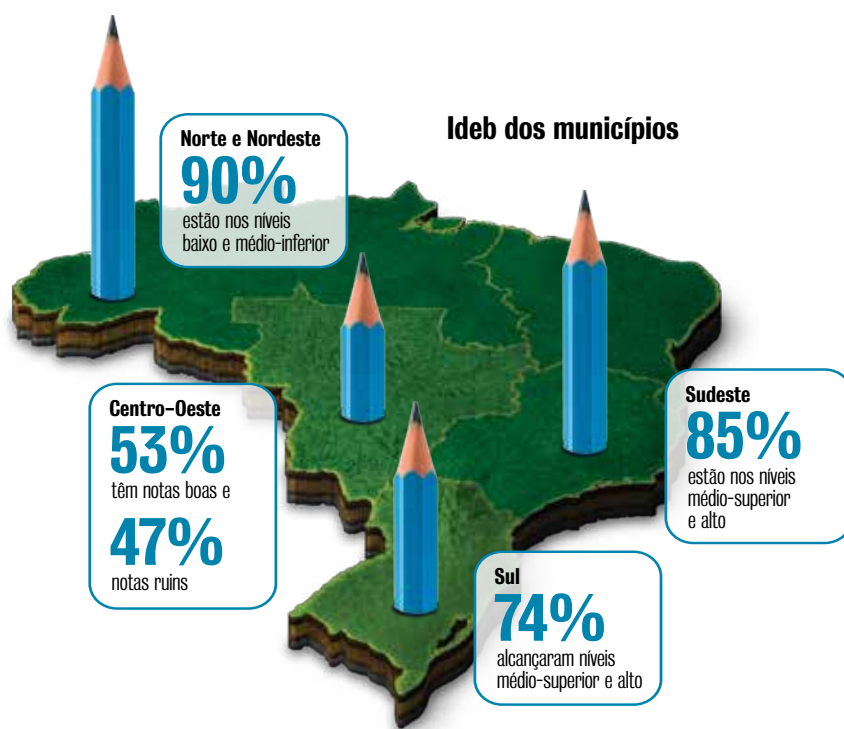 Ideb dos municípios
Norte e Nordeste
90%
estão nos níveis
baixo e médio-inferior
Centro-Oeste
53%
têm notas boas e
47%
notas ruins
Sudeste
85%
estão nos níveis
médio-superior
e alto
Sul
74%
alcançaram níveis
médio-superior e alto